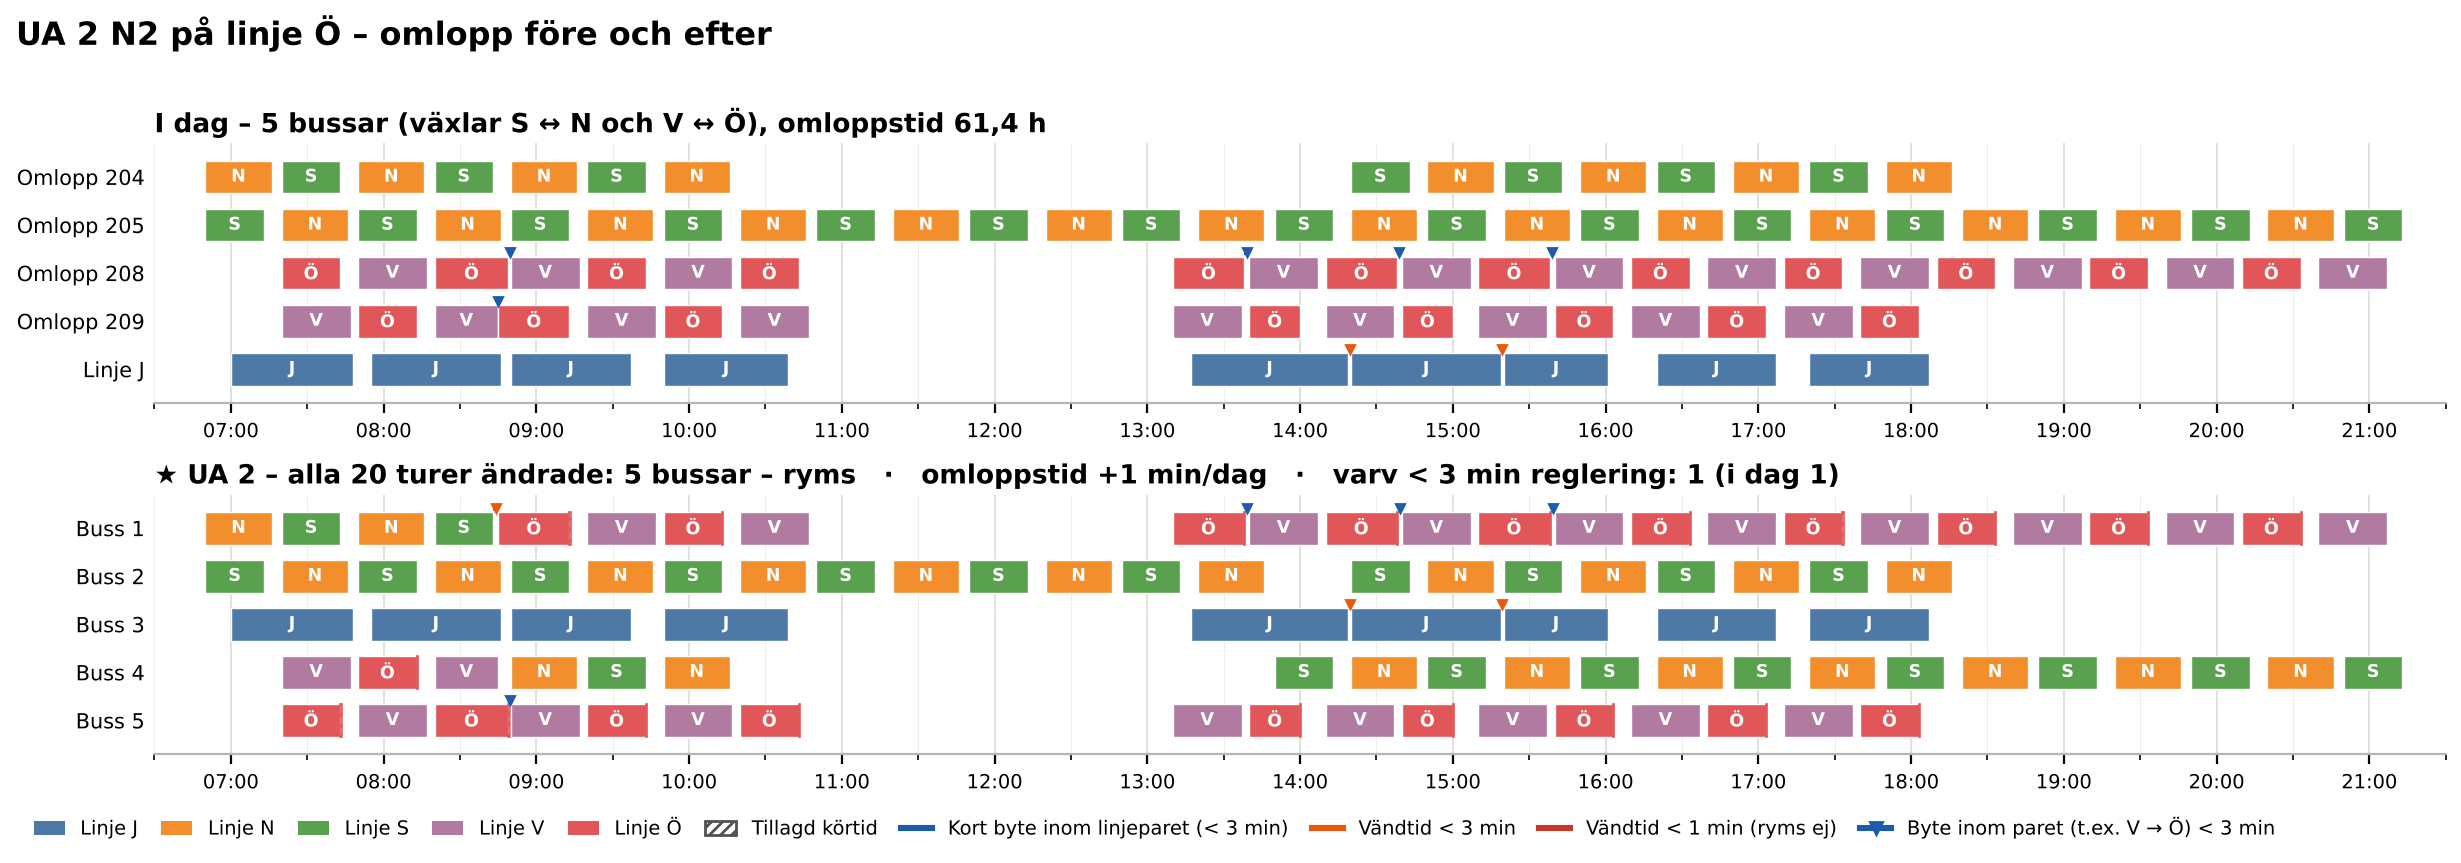 UA 2 N2 på linje Ö – omlopp före och efter
I dag – 5 bussar (växlar S ↔ N och V ↔ Ö), omloppstid 61,4 h
Omlopp 204 N S N S N S N S N S N S N S N
Omlopp 205 S N S N S N S N S N S N S N S N S N S N S N S N S N S N S
Omlopp 208 Ö V Ö V Ö V Ö Ö V Ö V Ö V Ö V Ö V Ö V Ö V Ö V
Omlopp 209 V Ö V Ö V Ö V V Ö V Ö V Ö V Ö V Ö
Linje J J J J J J J J J J
07:00 08:00 09:00 10:00 11:00 12:00 13:00 14:00 15:00 16:00 17:00 18:00 19:00 20:00 21:00
★ UA 2 – alla 20 turer ändrade: 5 bussar – ryms · omloppstid +1 min/dag · varv < 3 min reglering: 1 (i dag 1)
Buss 1 N S N S Ö V Ö V Ö V Ö V Ö V Ö V Ö V Ö V Ö V Ö V
Buss 2 S N S N S N S N S N S N S N S N S N S N S N
Buss 3 J J J J J J J J J
Buss 4 V Ö V N S N S N S N S N S N S N S N S N S
Buss 5 Ö V Ö V Ö V Ö V Ö V Ö V Ö V Ö V Ö
07:00 08:00 09:00 10:00 11:00 12:00 13:00 14:00 15:00 16:00 17:00 18:00 19:00 20:00 21:00
Linje J Linje N Linje S Linje V Linje Ö Tillagd körtid Kort byte inom linjeparet (< 3 min) Vändtid < 3 min Vändtid < 1 min (ryms ej) Byte inom paret (t.ex. V → Ö) < 3 min